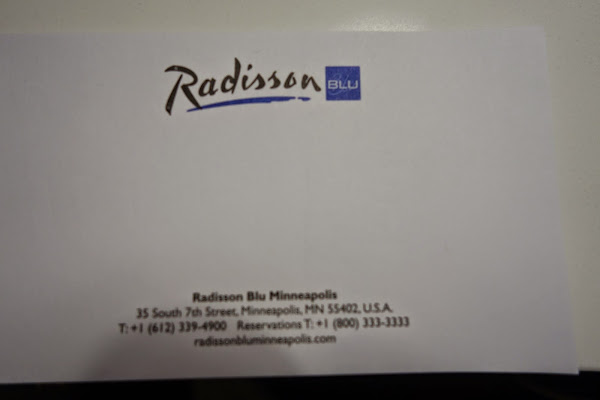 Radisson BLU
Radisson Blu Minneapolis
35 South 7th Street, Minneapolis, MN 55402, U.S.A.
T: +1 (612) 339-4900 Reservations T: +1 (800) 333-3333
radissonbluminneapolis.com